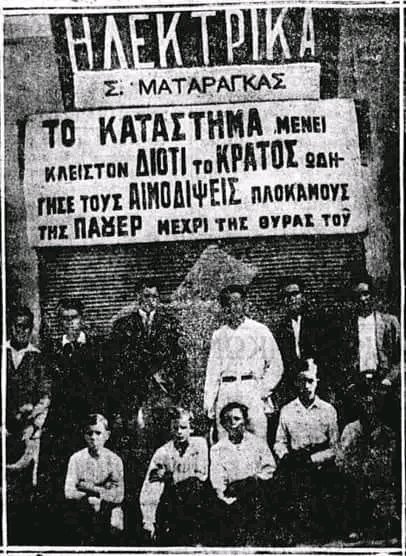 ΗΛΕΚΤΡΙΚΑ
Σ. ΜΑΤΑΡΑΓΚΑΣ
ΤΟ ΚΑΤΑΣΤΗΜΑ ΜΕΝΕΙ
ΚΛΕΙΣΤΟΝ ΔΙΟΤΙ ΤΟ ΚΡΑΤΟΣ ΩΔΗ-
ΓΗΣΕ ΤΟΥΣ ΑΙΜΟΔΙΨΕΙΣ ΠΛΟΚΑΜΟΥΣ
ΤΗΣ ΠΑΟΥΕΡ ΜΕΧΡΙ ΤΗΣ ΘΥΡΑΣ ΤΟΥ